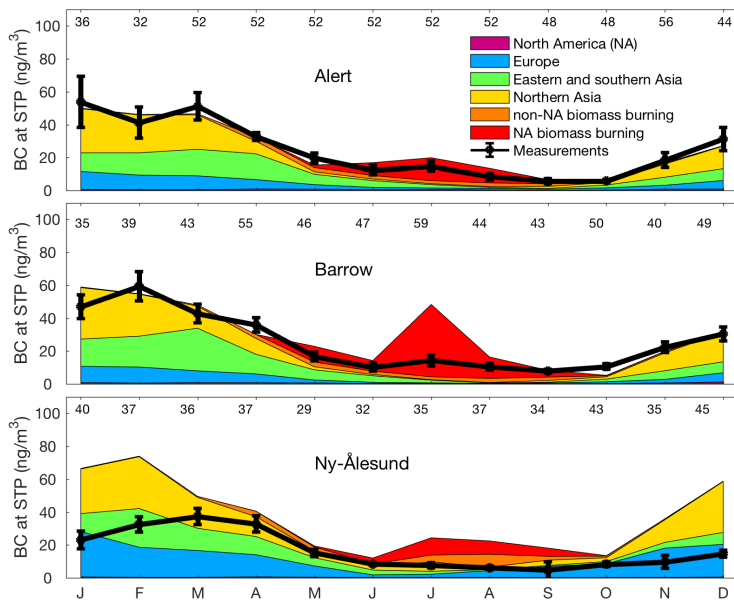 36 32 52 52 52 52 52 52 48 48 56 44
100
80
60
40
20
0
BC at STP (ng/m³)
Alert
North America (NA)
Europe
Eastern and southern Asia
Northern Asia
non-NA biomass burning
NA biomass burning
Measurements
35 39 43 55 46 47 59 44 43 50 40 49
100
80
60
40
20
0
BC at STP (ng/m³)
Barrow
40 37 36 37 29 32 35 37 34 43 35 45
100
80
60
40
20
0
BC at STP (ng/m³)
Ny-Ålesund
J F M A M J J A S O N D